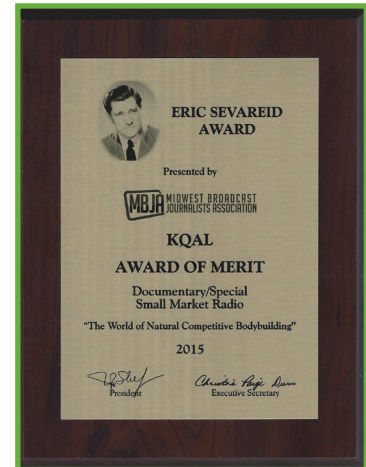 ERIC SEVAREID
AWARD
Presented by
MBJA MIDWEST BROADCAST
JOURNALISTS ASSOCIATION
KQAL
AWARD OF MERIT
Documentary/Special
Small Market Radio
"The World of Natural Competitive Bodybuilding"
2015
President
Executive Secretary